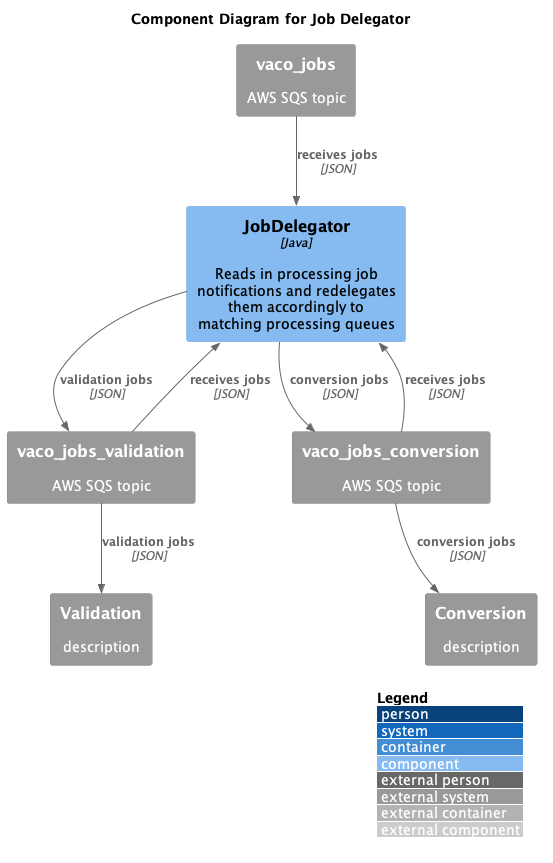 Component Diagram for Job Delegator
vaco_jobs
AWS SQS topic
receives jobs
[JSON]
JobDelegator
[Java]
Reads in processing job
notifications and redelegates
them accordingly to
matching processing queues
validation jobs
[JSON]
receives jobs
[JSON]
conversion jobs
[JSON]
receives jobs
[JSON]
vaco_jobs_validation
AWS SQS topic
vaco_jobs_conversion
AWS SQS topic
validation jobs
[JSON]
conversion jobs
[JSON]
Validation
description
Conversion
description
Legend
person
system
container
component
external person
external system
external container
external component